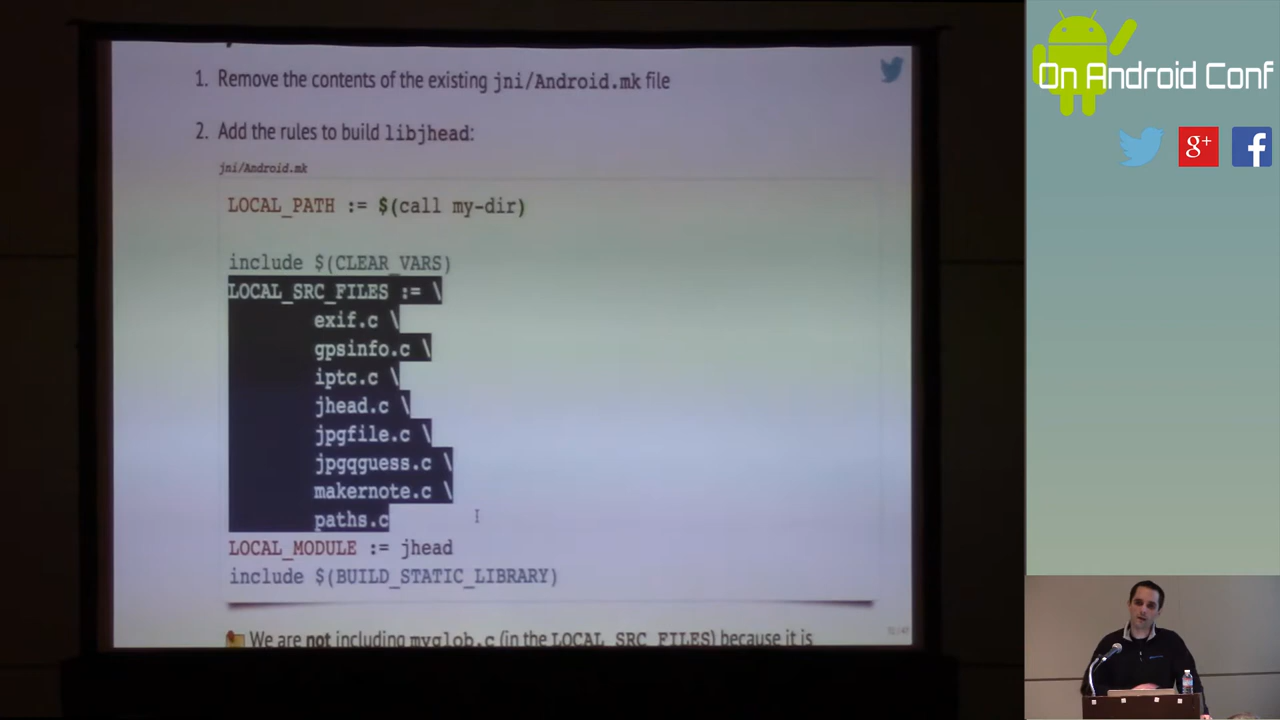 1. Remove the contents of the existing jni/Android.mk file
2. Add the rules to build libjhead:
jni/Android.mk
LOCAL_PATH := $(call my-dir)
include $(CLEAR_VARS)
LOCAL_SRC_FILES := \
exif.c \
gpsinfo.c \
iptc.c \
jhead.c \
jpgfile.c \
jpgqguess.c \
makernote.c \
paths.c
LOCAL_MODULE := jhead
include $(BUILD_STATIC_LIBRARY)
We are not including myglob.c (in the LOCAL_SRC_FILES) because it is
On Android Conf
g+
f